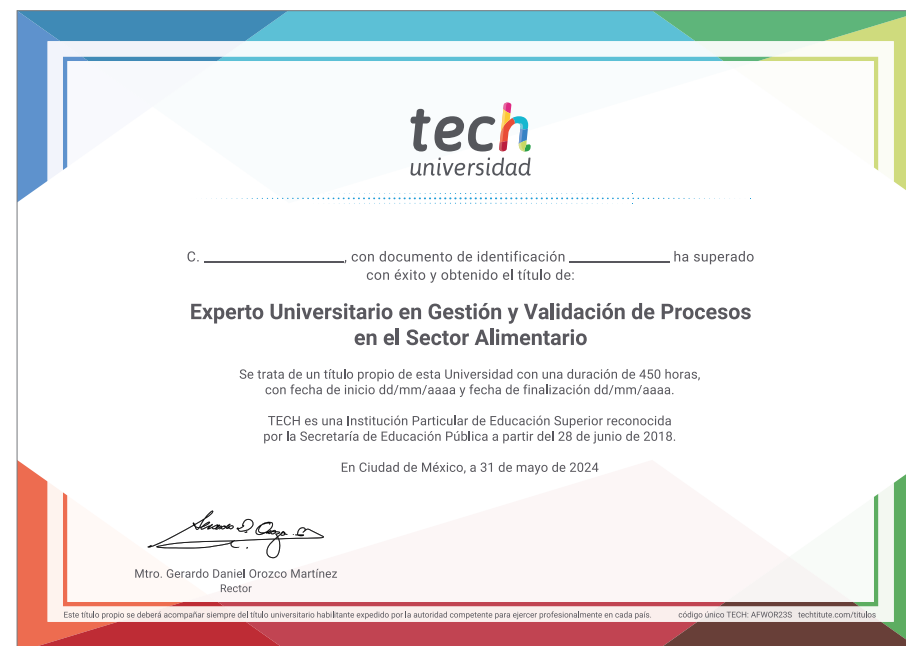 tech
universidad
C. ____________________, con documento de identificación ______________ ha superado
con éxito y obtenido el título de:
Experto Universitario en Gestión y Validación de Procesos
en el Sector Alimentario
Se trata de un título propio de esta Universidad con una duración de 450 horas,
con fecha de inicio dd/mm/aaaa y fecha de finalización dd/mm/aaaa.
TECH es una Institución Particular de Educación Superior reconocida
por la Secretaría de Educación Pública a partir del 28 de junio de 2018.
En Ciudad de México, a 31 de mayo de 2024
Mtro. Gerardo Daniel Orozco Martínez
Rector
Este título propio se deberá acompañar siempre del título universitario habilitante expedido por la autoridad competente para ejercer profesionalmente en cada país. código único TECH: AFWOR23S techtitute.com/titulos